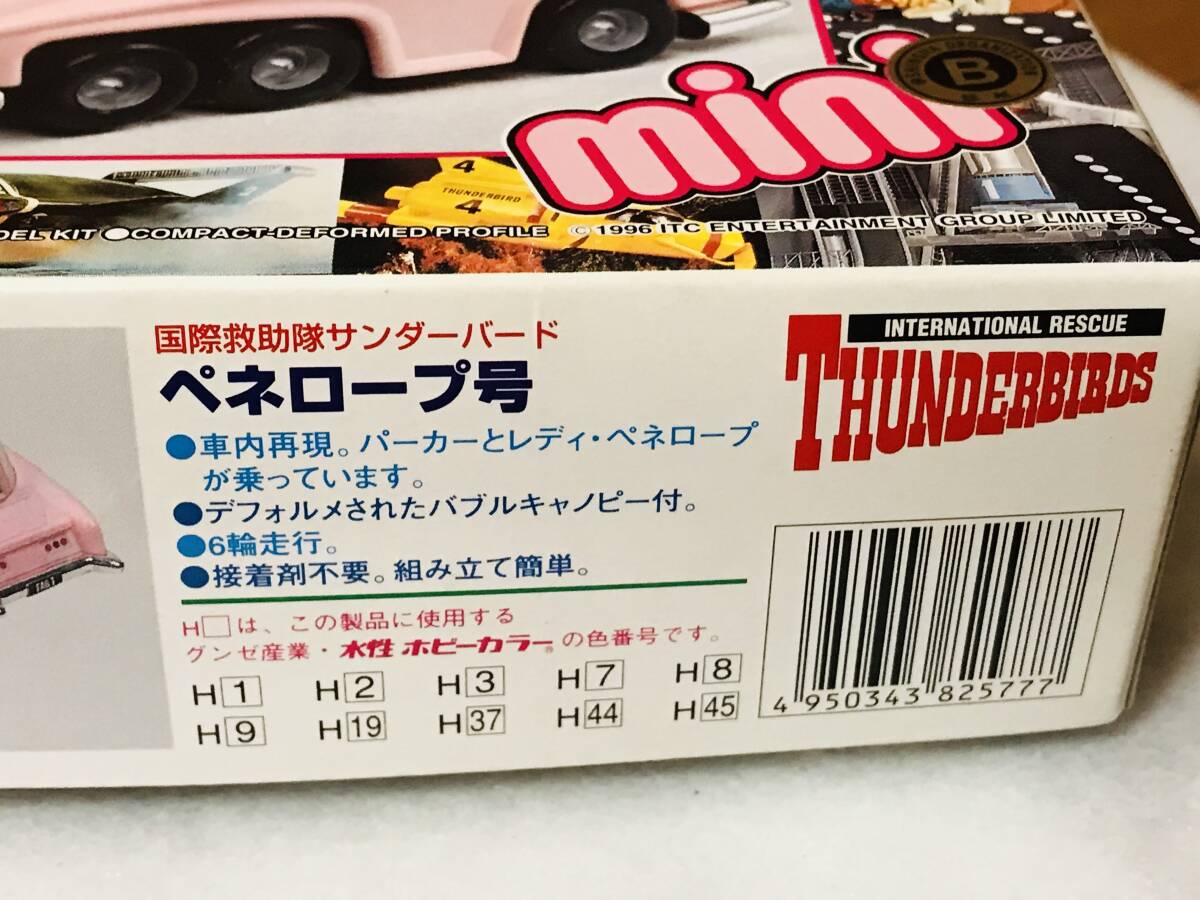 mini
B
4
THUNDERBIRD
4
DEL KIT ●COMPACT-DEFORMED PROFILE ©1996 ITC ENTERTAINMENT GROUP LIMITED
国際救助隊サンダーバード
ペネロープ号
●車内再現。パーカーとレディ・ペネロープ
が乗っています。
●デフォルメされたバブルキャノピー付。
●6輪走行。
●接着剤不要。組み立て簡単。
H□は、この製品に使用する
グンゼ産業・水性ホビーカラー®の色番号です。
H1 H2 H3 H7 H8
H9 H19 H37 H44 H45
INTERNATIONAL RESCUE
THUNDERBIRDS
4 950343 825777
FAB 1